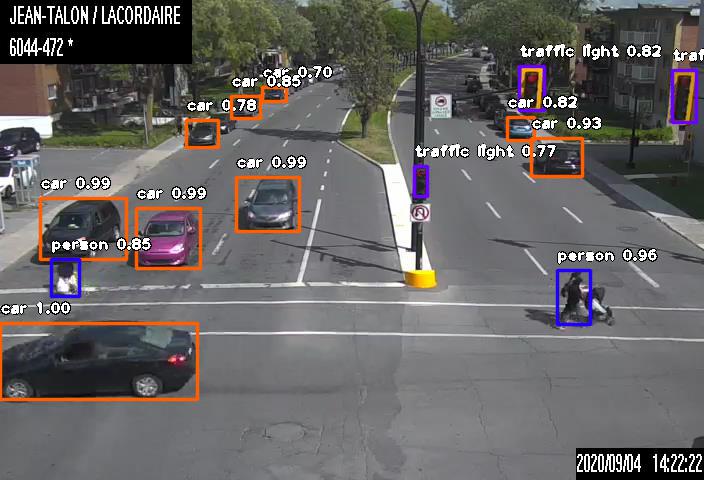 JEAN-TALON / LACORDAIRE
6044-472 *
traffic light 0.82
traf
car 0.70
car 0.85
car 0.78
car 0.82
car 0.93
traffic light 0.77
car 0.99
car 0.99
car 0.99
person 0.85
person 0.96
car 1.00
2020/09/04 14:22:22